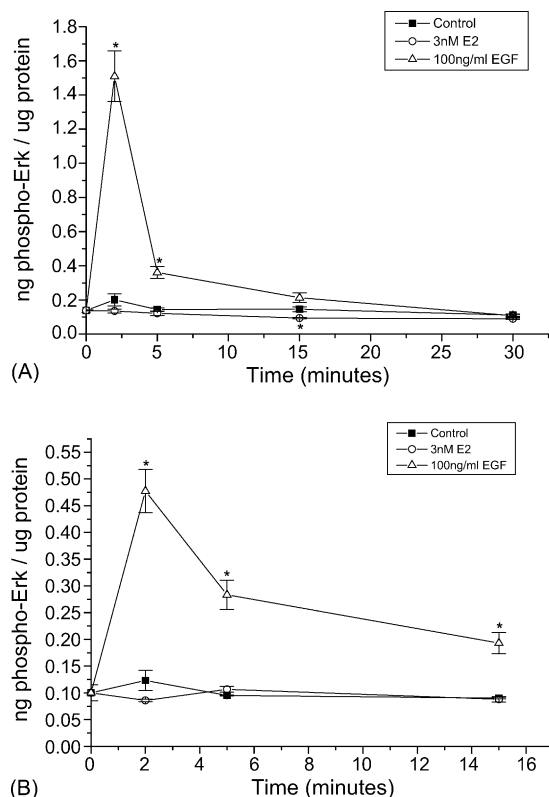 Control
3nM E2
100ng/ml EGF
ng phospho-Erk / ug protein
1.8
1.6
1.4
1.2
1.0
0.8
0.6
0.4
0.2
0.0
*
*
*
0 5 10 15 20 25 30
Time (minutes)
(A)
Control
3nM E2
100ng/ml EGF
ng phospho-Erk / ug protein
0.55
0.50
0.45
0.40
0.35
0.30
0.25
0.20
0.15
0.10
0.05
0.00
*
*
*
0 2 4 6 8 10 12 14 16
Time (minutes)
(B)